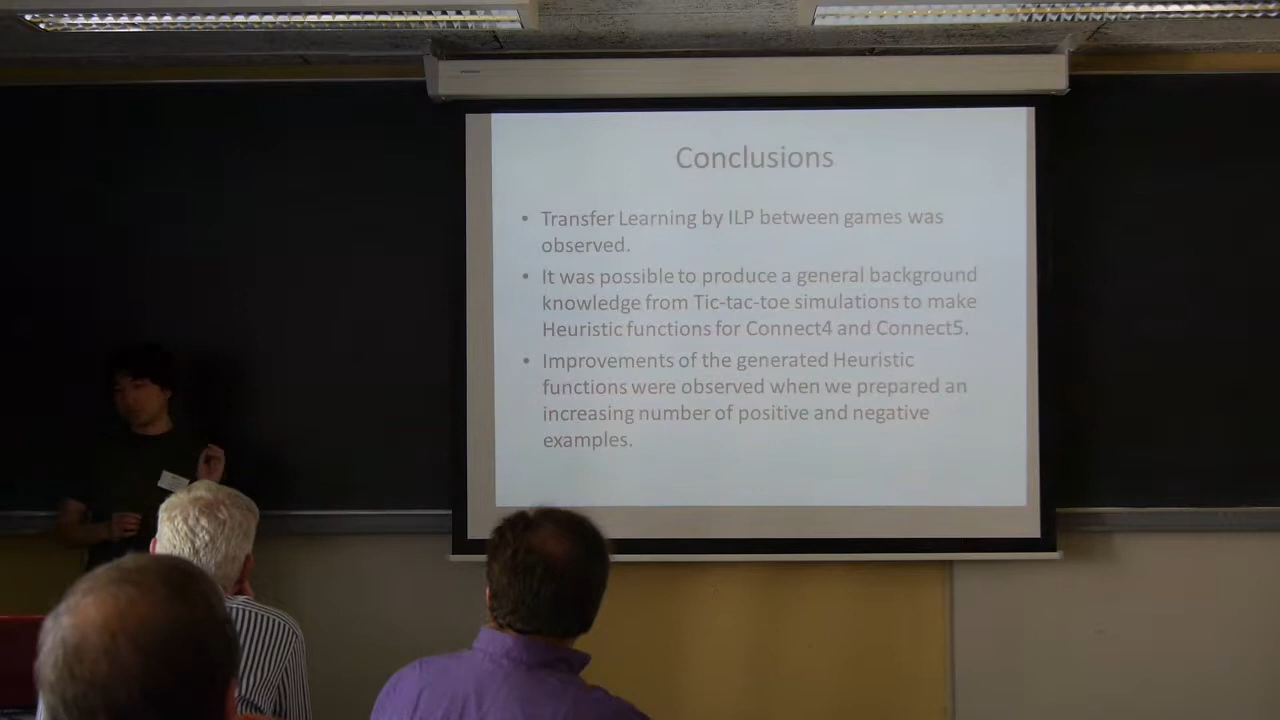 Conclusions
• Transfer Learning by ILP between games was
observed.
• It was possible to produce a general background
knowledge from Tic-tac-toe simulations to make
Heuristic functions for Connect4 and Connect5.
• Improvements of the generated Heuristic
functions were observed when we prepared an
increasing number of positive and negative
examples.